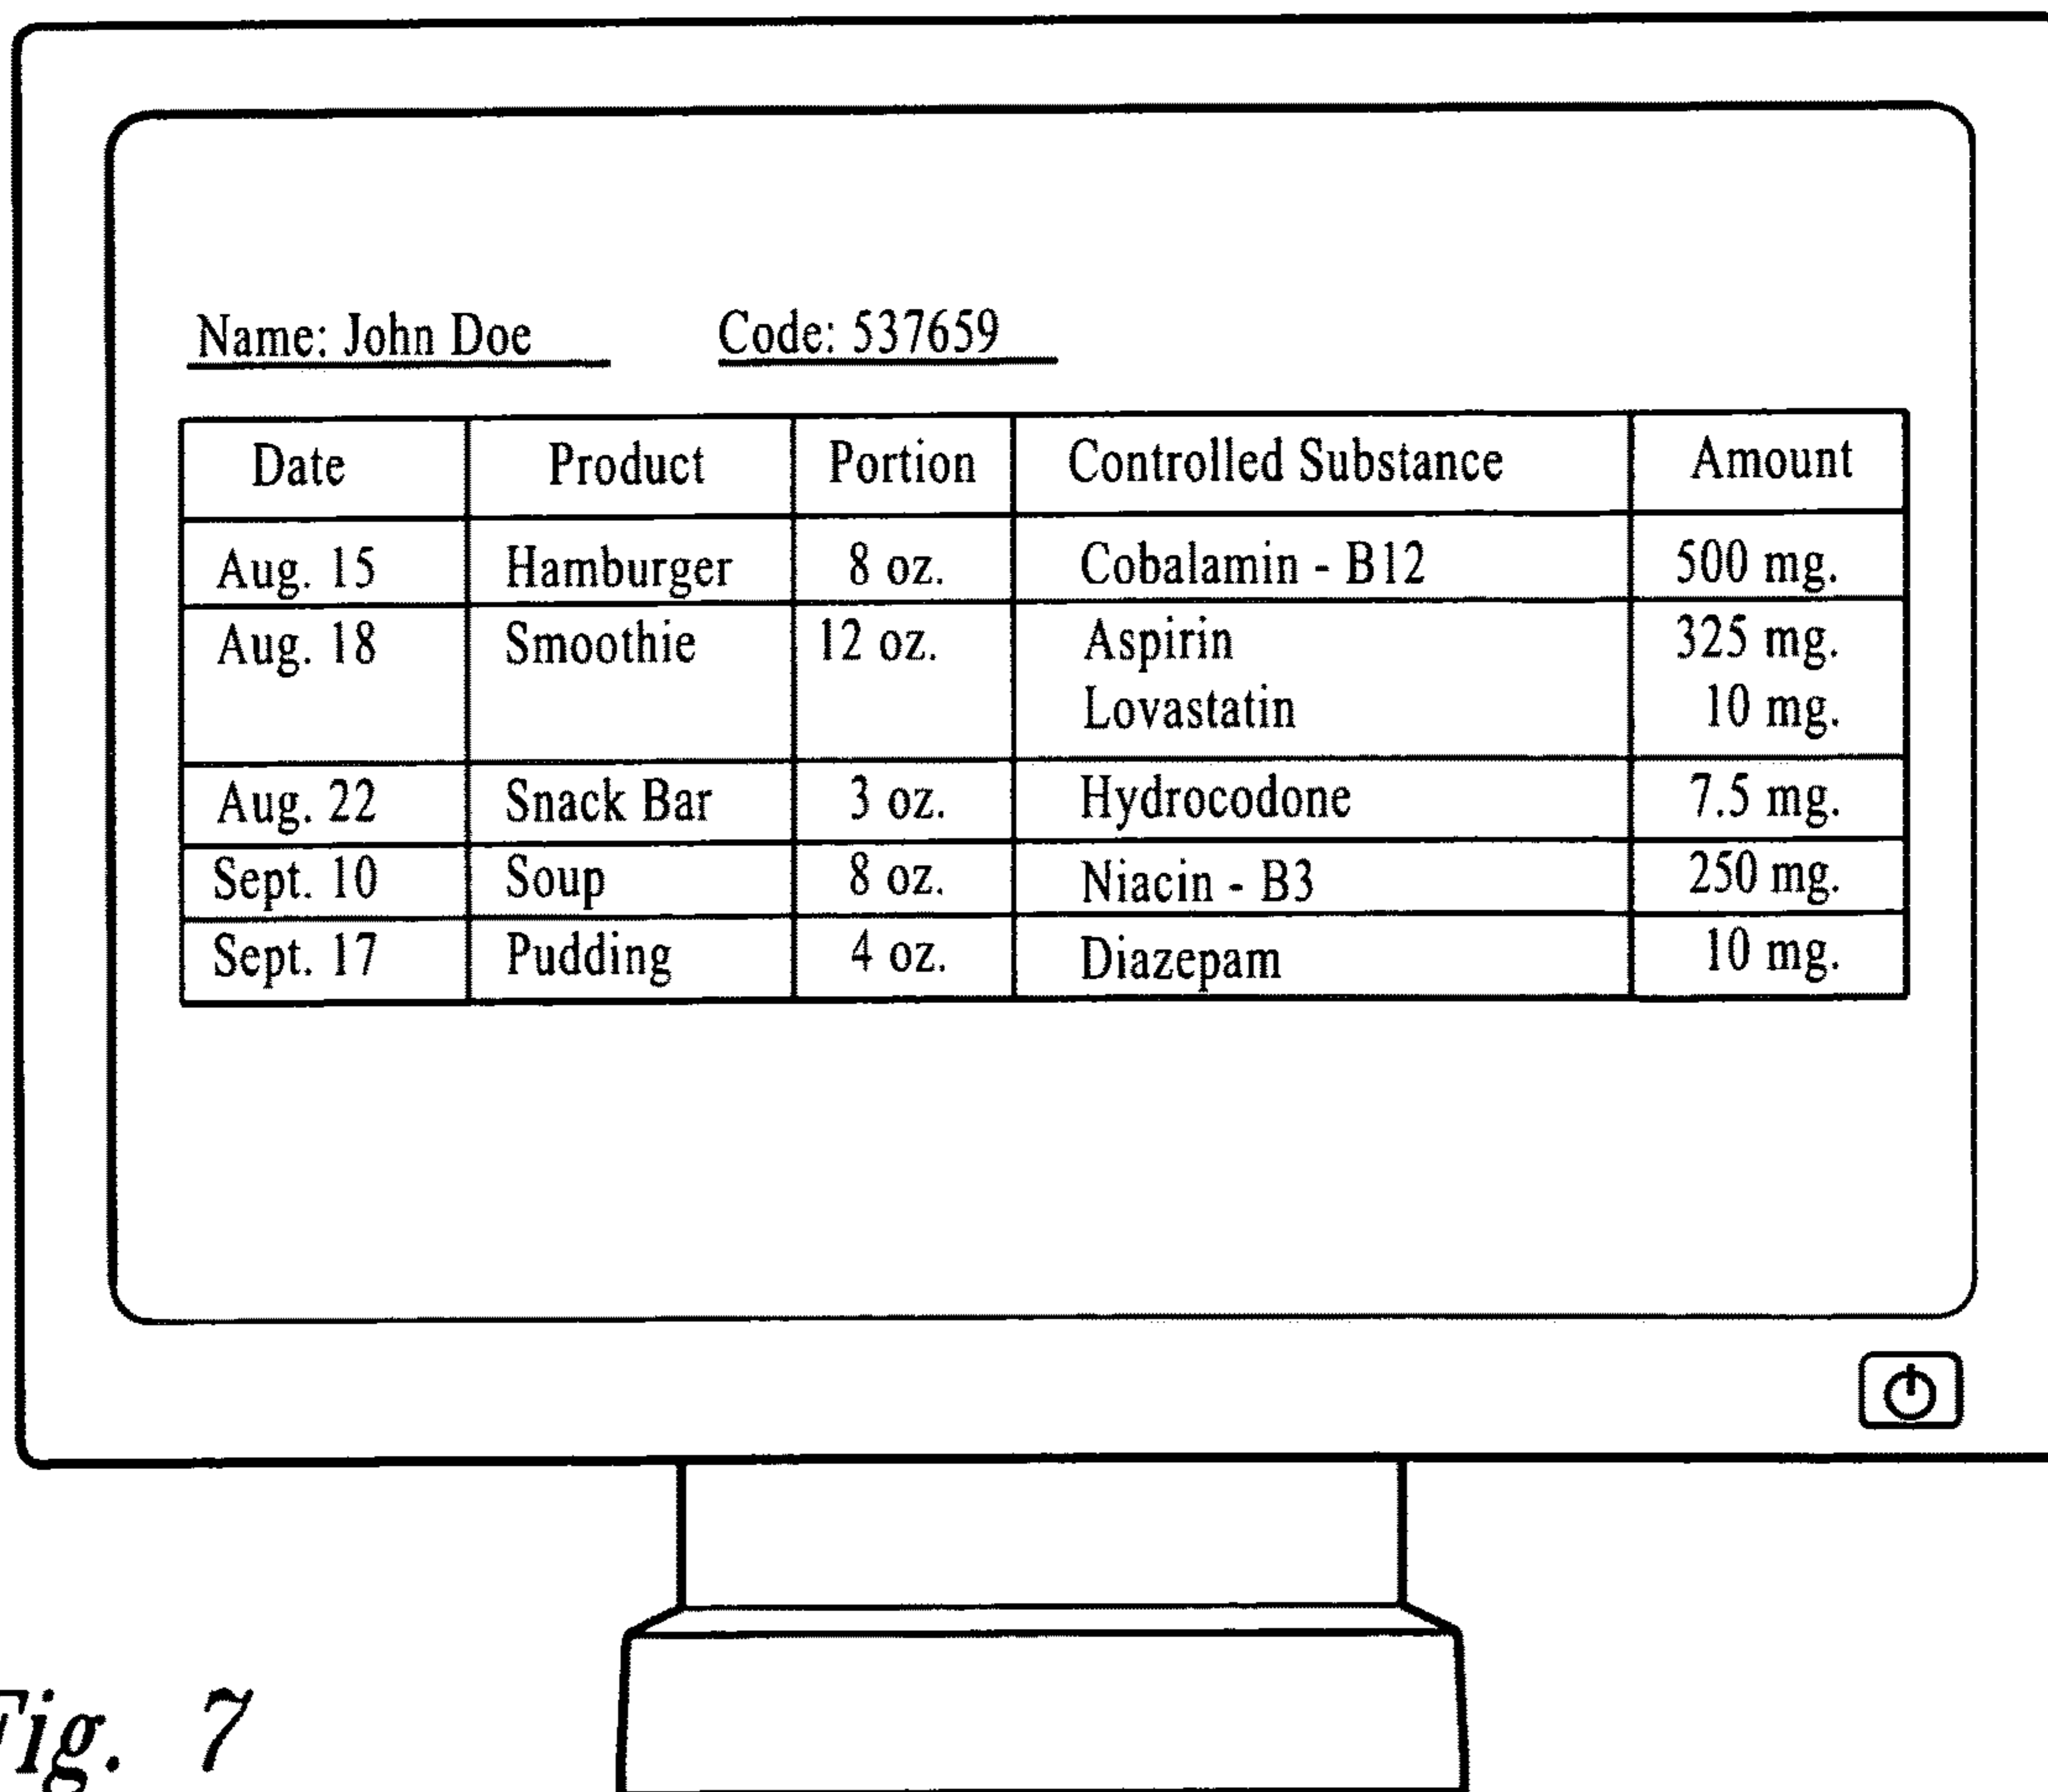 Name: John Doe Code: 537659
Date Product Portion Controlled Substance Amount
Aug. 15 Hamburger 8 oz. Cobalamin - B12 500 mg.
Aug. 18 Smoothie 12 oz. Aspirin 325 mg.
Lovastatin 10 mg.
Aug. 22 Snack Bar 3 oz. Hydrocodone 7.5 mg.
Sept. 10 Soup 8 oz. Niacin - B3 250 mg.
Sept. 17 Pudding 4 oz. Diazepam 10 mg.
Fig. 7